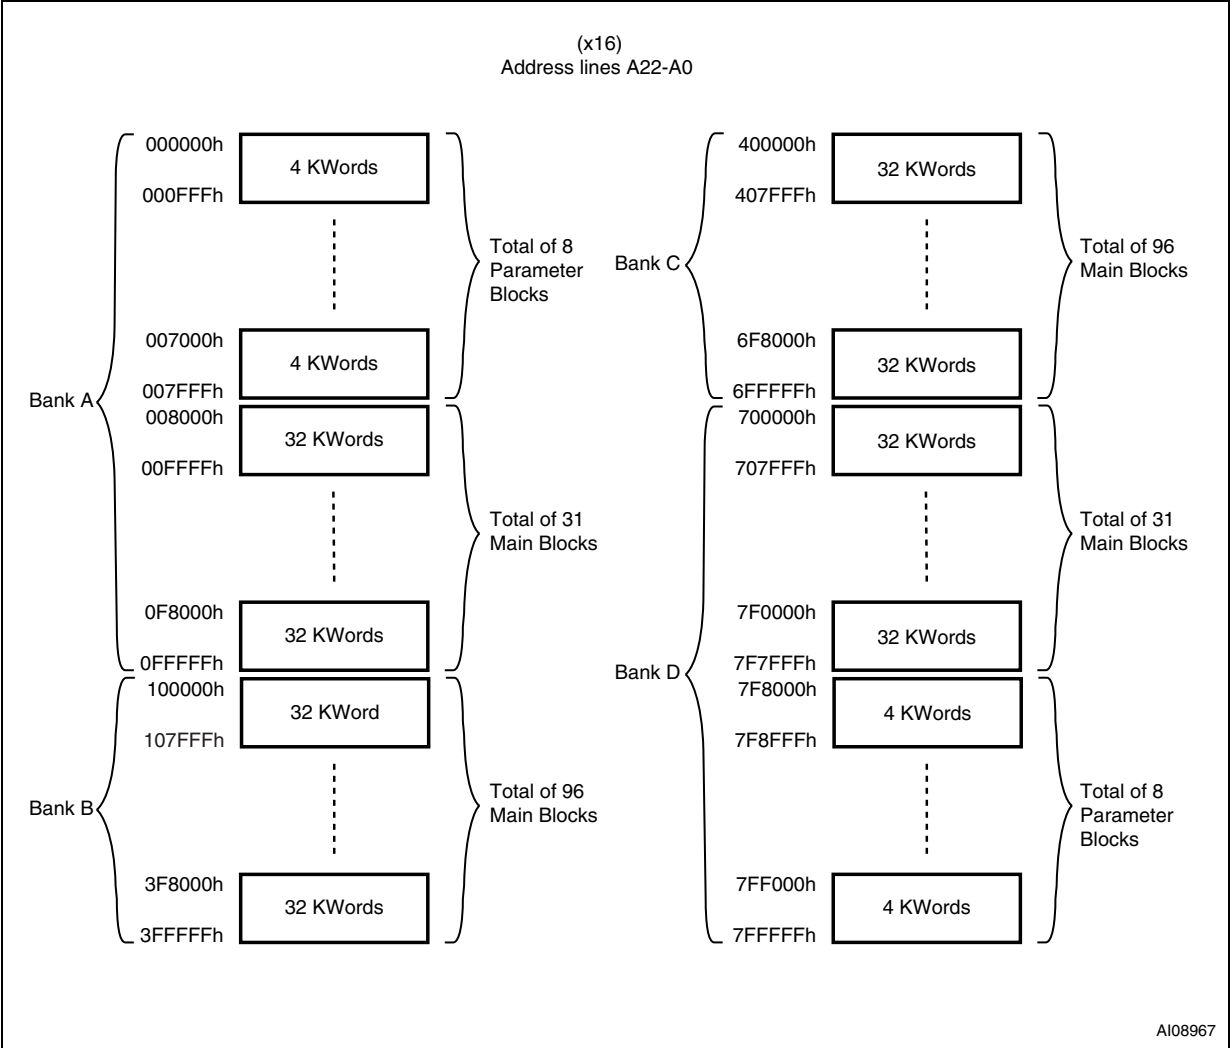 (x16)
Address lines A22-A0
Bank A
000000h
4 KWords
000FFFh
Total of 8
Parameter
Blocks
007000h
4 KWords
007FFFh
008000h
32 KWords
00FFFFh
Total of 31
Main Blocks
0F8000h
32 KWords
0FFFFFh
Bank B
100000h
32 KWord
107FFFh
Total of 96
Main Blocks
3F8000h
32 KWords
3FFFFFh
Bank C
400000h
32 KWords
407FFFh
Total of 96
Main Blocks
6F8000h
32 KWords
6FFFFFh
Bank D
700000h
32 KWords
707FFFh
Total of 31
Main Blocks
7F0000h
32 KWords
7F7FFFh
7F8000h
4 KWords
7F8FFFh
Total of 8
Parameter
Blocks
7FF000h
4 KWords
7FFFFFh
AI08967